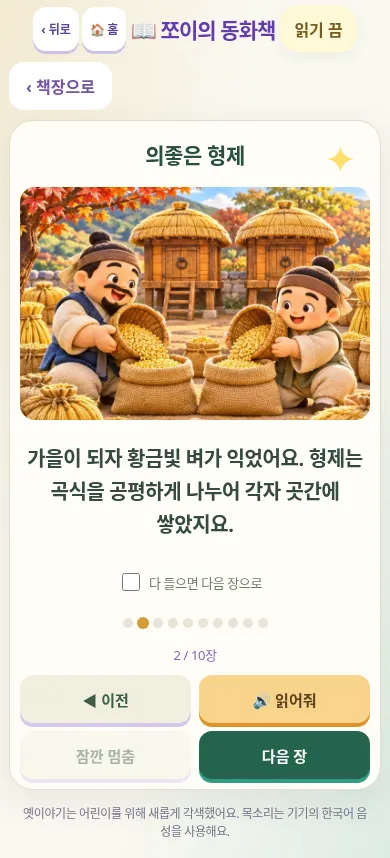 ‹ 뒤로
🏠 홈
📖 쪼이의 동화책
읽기 끔
‹ 책장으로
의좋은 형제
가을이 되자 황금빛 벼가 익었어요. 형제는
곡식을 공평하게 나누어 각자 곳간에
쌓았지요.
다 들으면 다음 장으로
2 / 10장
◀ 이전
🔊 읽어줘
잠깐 멈춤
다음 장
옛이야기는 어린이를 위해 새롭게 각색했어요. 목소리는 기기의 한국어 음
성을 사용해요.